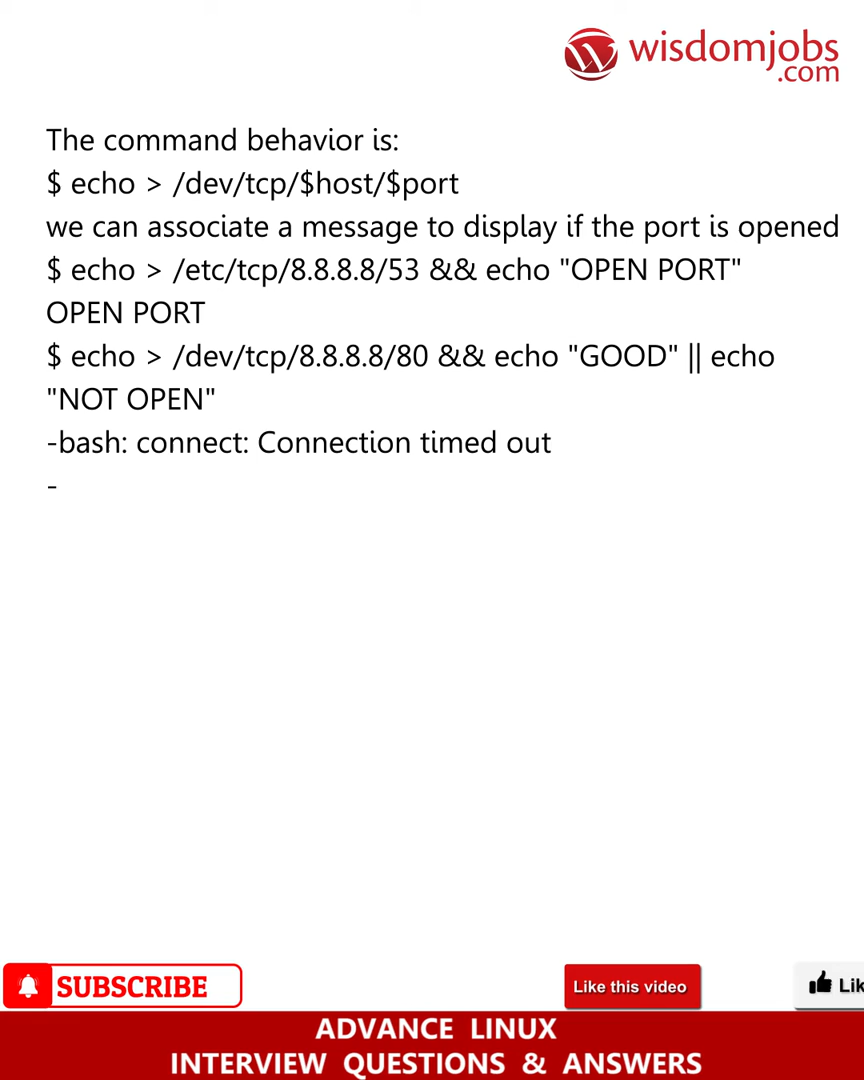 wisdomjobs
.com
The command behavior is:
$ echo > /dev/tcp/$host/$port
we can associate a message to display if the port is opened
$ echo > /etc/tcp/8.8.8.8/53 && echo "OPEN PORT"
OPEN PORT
$ echo > /dev/tcp/8.8.8.8/80 && echo "GOOD" || echo
"NOT OPEN"
-bash: connect: Connection timed out
-
SUBSCRIBE
Like this video
Lik
ADVANCE LINUX
INTERVIEW QUESTIONS & ANSWERS